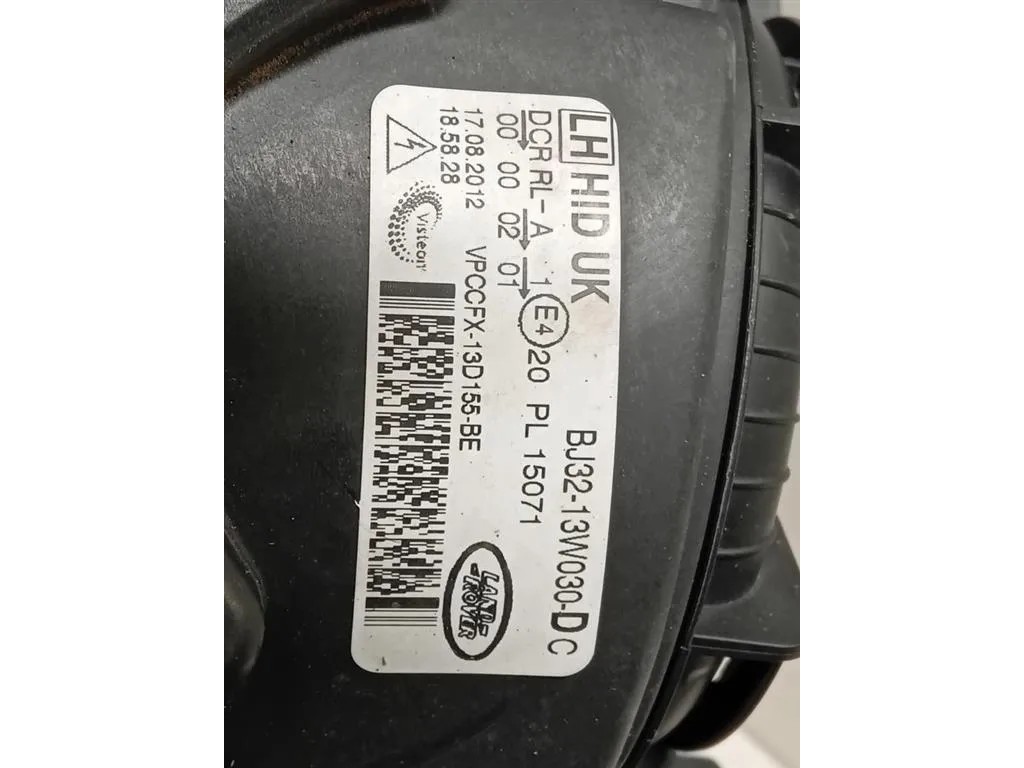 LH HID UK BJ32-13W030-DC
DCR RL- A 1 E4 20 PL 15071
00 00 02 01
17.08.2012 VPCCFX-13D155-BE
18.58.28
Visteon
LAND-
ROVER